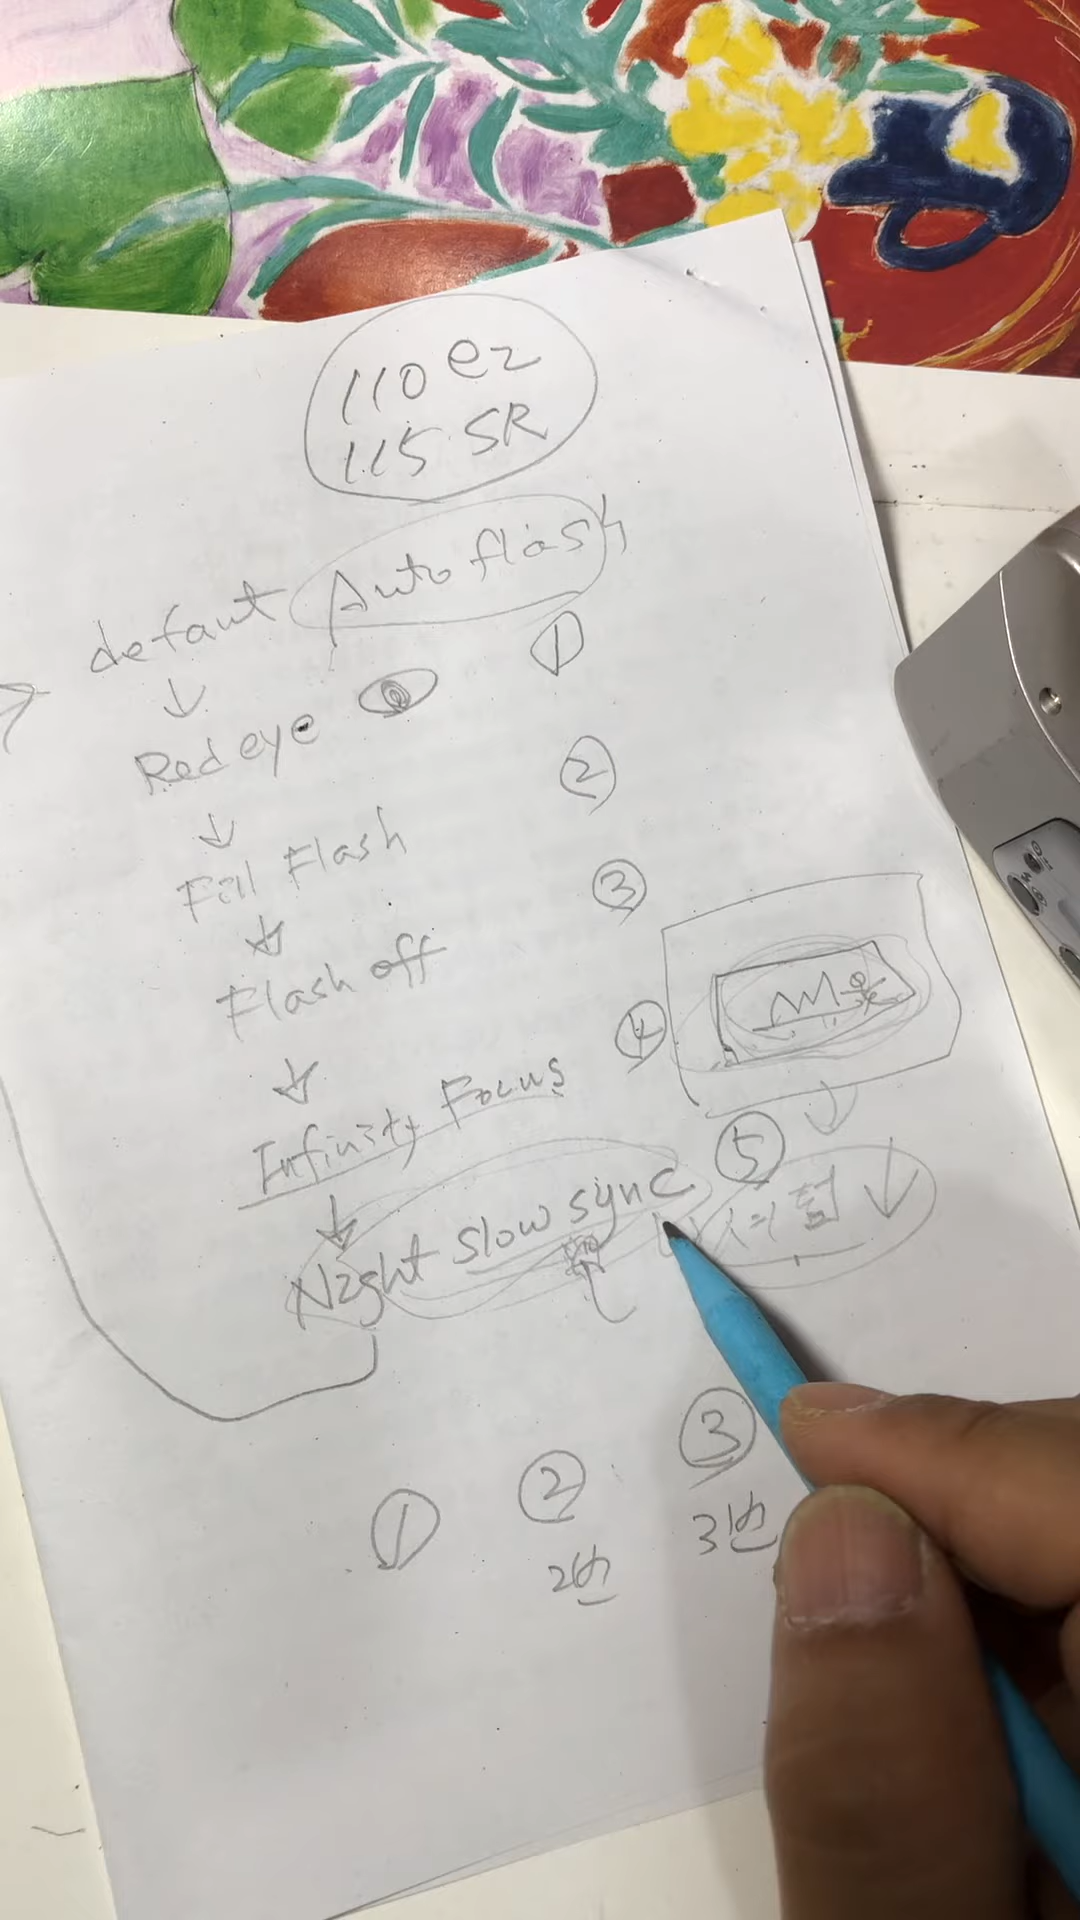 110 ez
115 SR
defaut Auto flash
①
↓
Red eye
②
↓
Fill Flash
③
↓
Flash off
④
↓
Infinity Focus
⑤
↓
Night Slow sync
↓
① ② ③
2번 3번